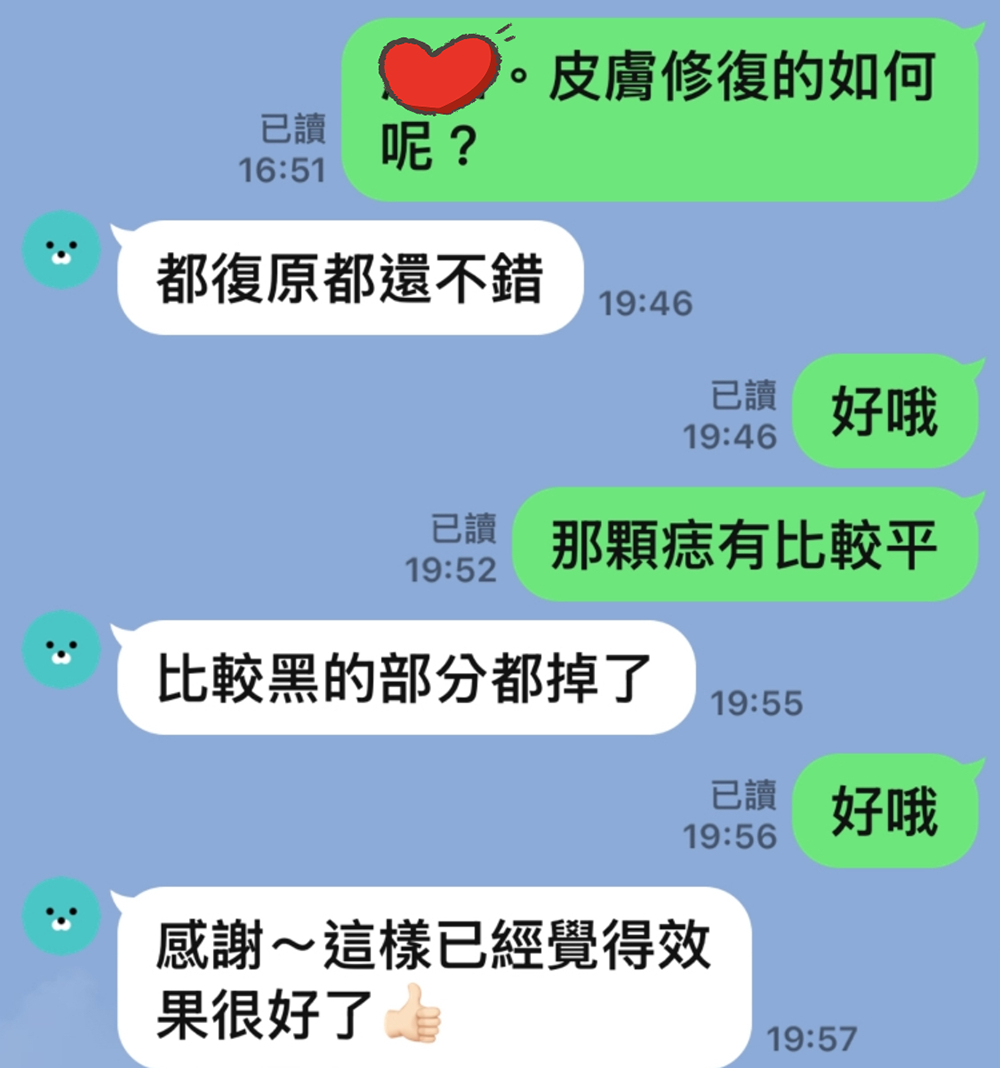 。皮膚修復的如何
呢？
已讀
16:51
都復原都還不錯
19:46
已讀
19:46
好哦
已讀
19:52
那顆痣有比較平
比較黑的部分都掉了
19:55
已讀
19:56
好哦
感謝～這樣已經覺得效
果很好了
19:57